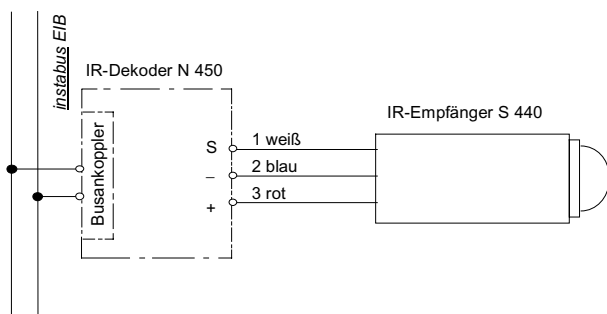 instabus EIB
IR-Dekoder N 450
Busankoppler
S
–
+
1 weiß
2 blau
3 rot
IR-Empfänger S 440